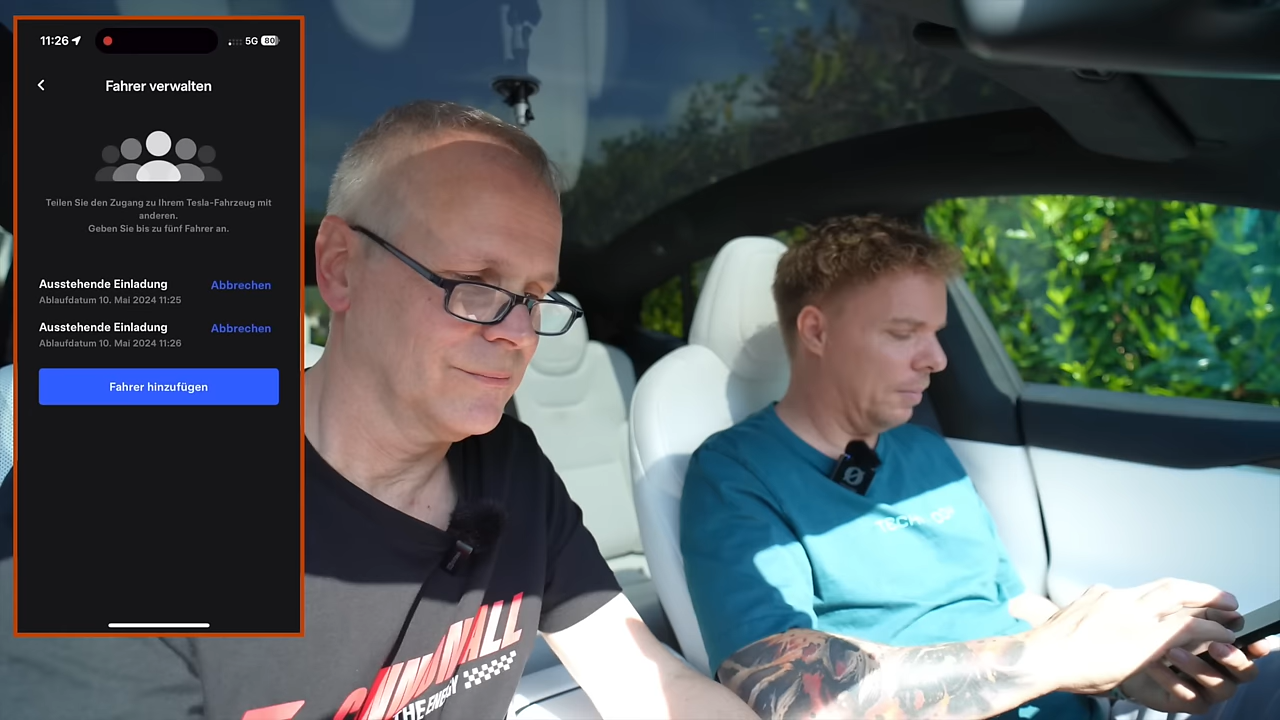 11:26
5G 80
Fahrer verwalten
Teilen Sie den Zugang zu Ihrem Tesla-Fahrzeug mit
anderen.
Geben Sie bis zu fünf Fahrer an.
Ausstehende Einladung
Abbrechen
Ablaufdatum 10. Mai 2024 11:25
Ausstehende Einladung
Abbrechen
Ablaufdatum 10. Mai 2024 11:26
Fahrer hinzufügen
THE ENERGY